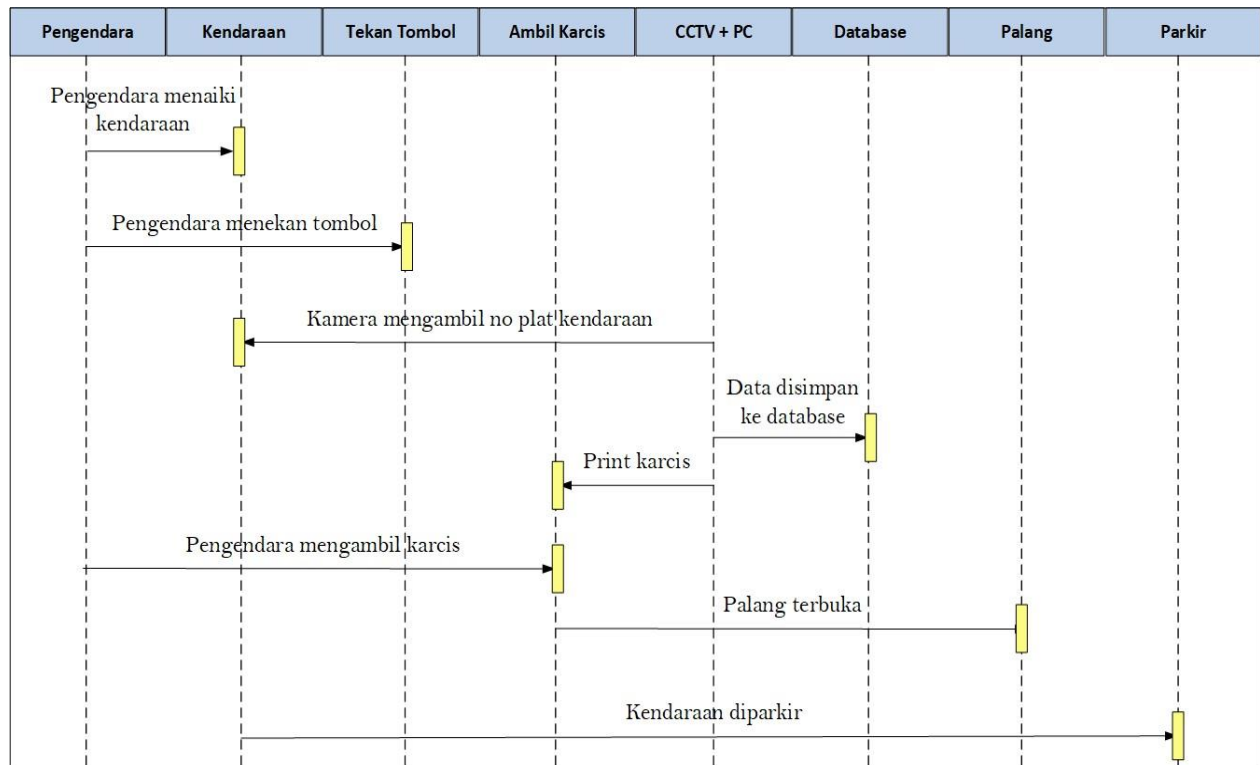 Pengendara
Kendaraan
Tekan Tombol
Ambil Karcis
CCTV + PC
Database
Palang
Parkir
Pengendara menaiki
kendaraan
Pengendara menekan tombol
Kamera mengambil no plat kendaraan
Data disimpan
ke database
Print karcis
Pengendara mengambil karcis
Palang terbuka
Kendaraan diparkir